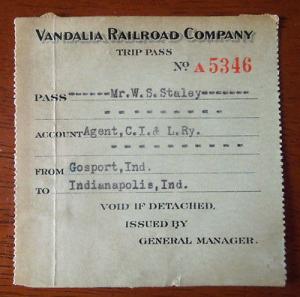 VANDALIA RAILROAD COMPANY
TRIP PASS
No. A 5346
PASS Mr.W.S.Staley
ACCOUNT Agent,C.I.& L.Ry.
FROM Gosport,Ind.
TO Indianapolis,Ind.
VOID IF DETACHED,
ISSUED BY
GENERAL MANAGER.